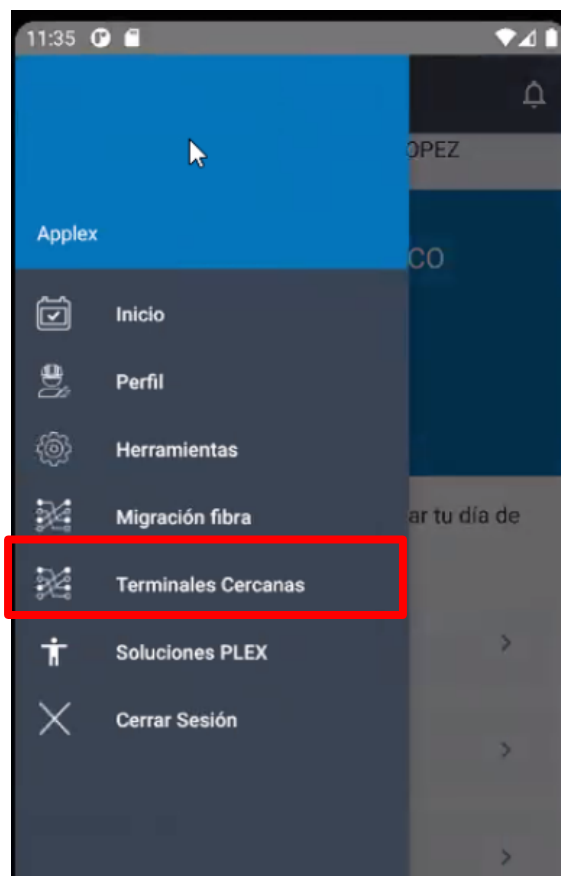 11:35
OPEZ
Applex
CO
Inicio
Perfil
Herramientas
Migración fibra
ar tu día de
Terminales Cercanas
Soluciones PLEX
Cerrar Sesión